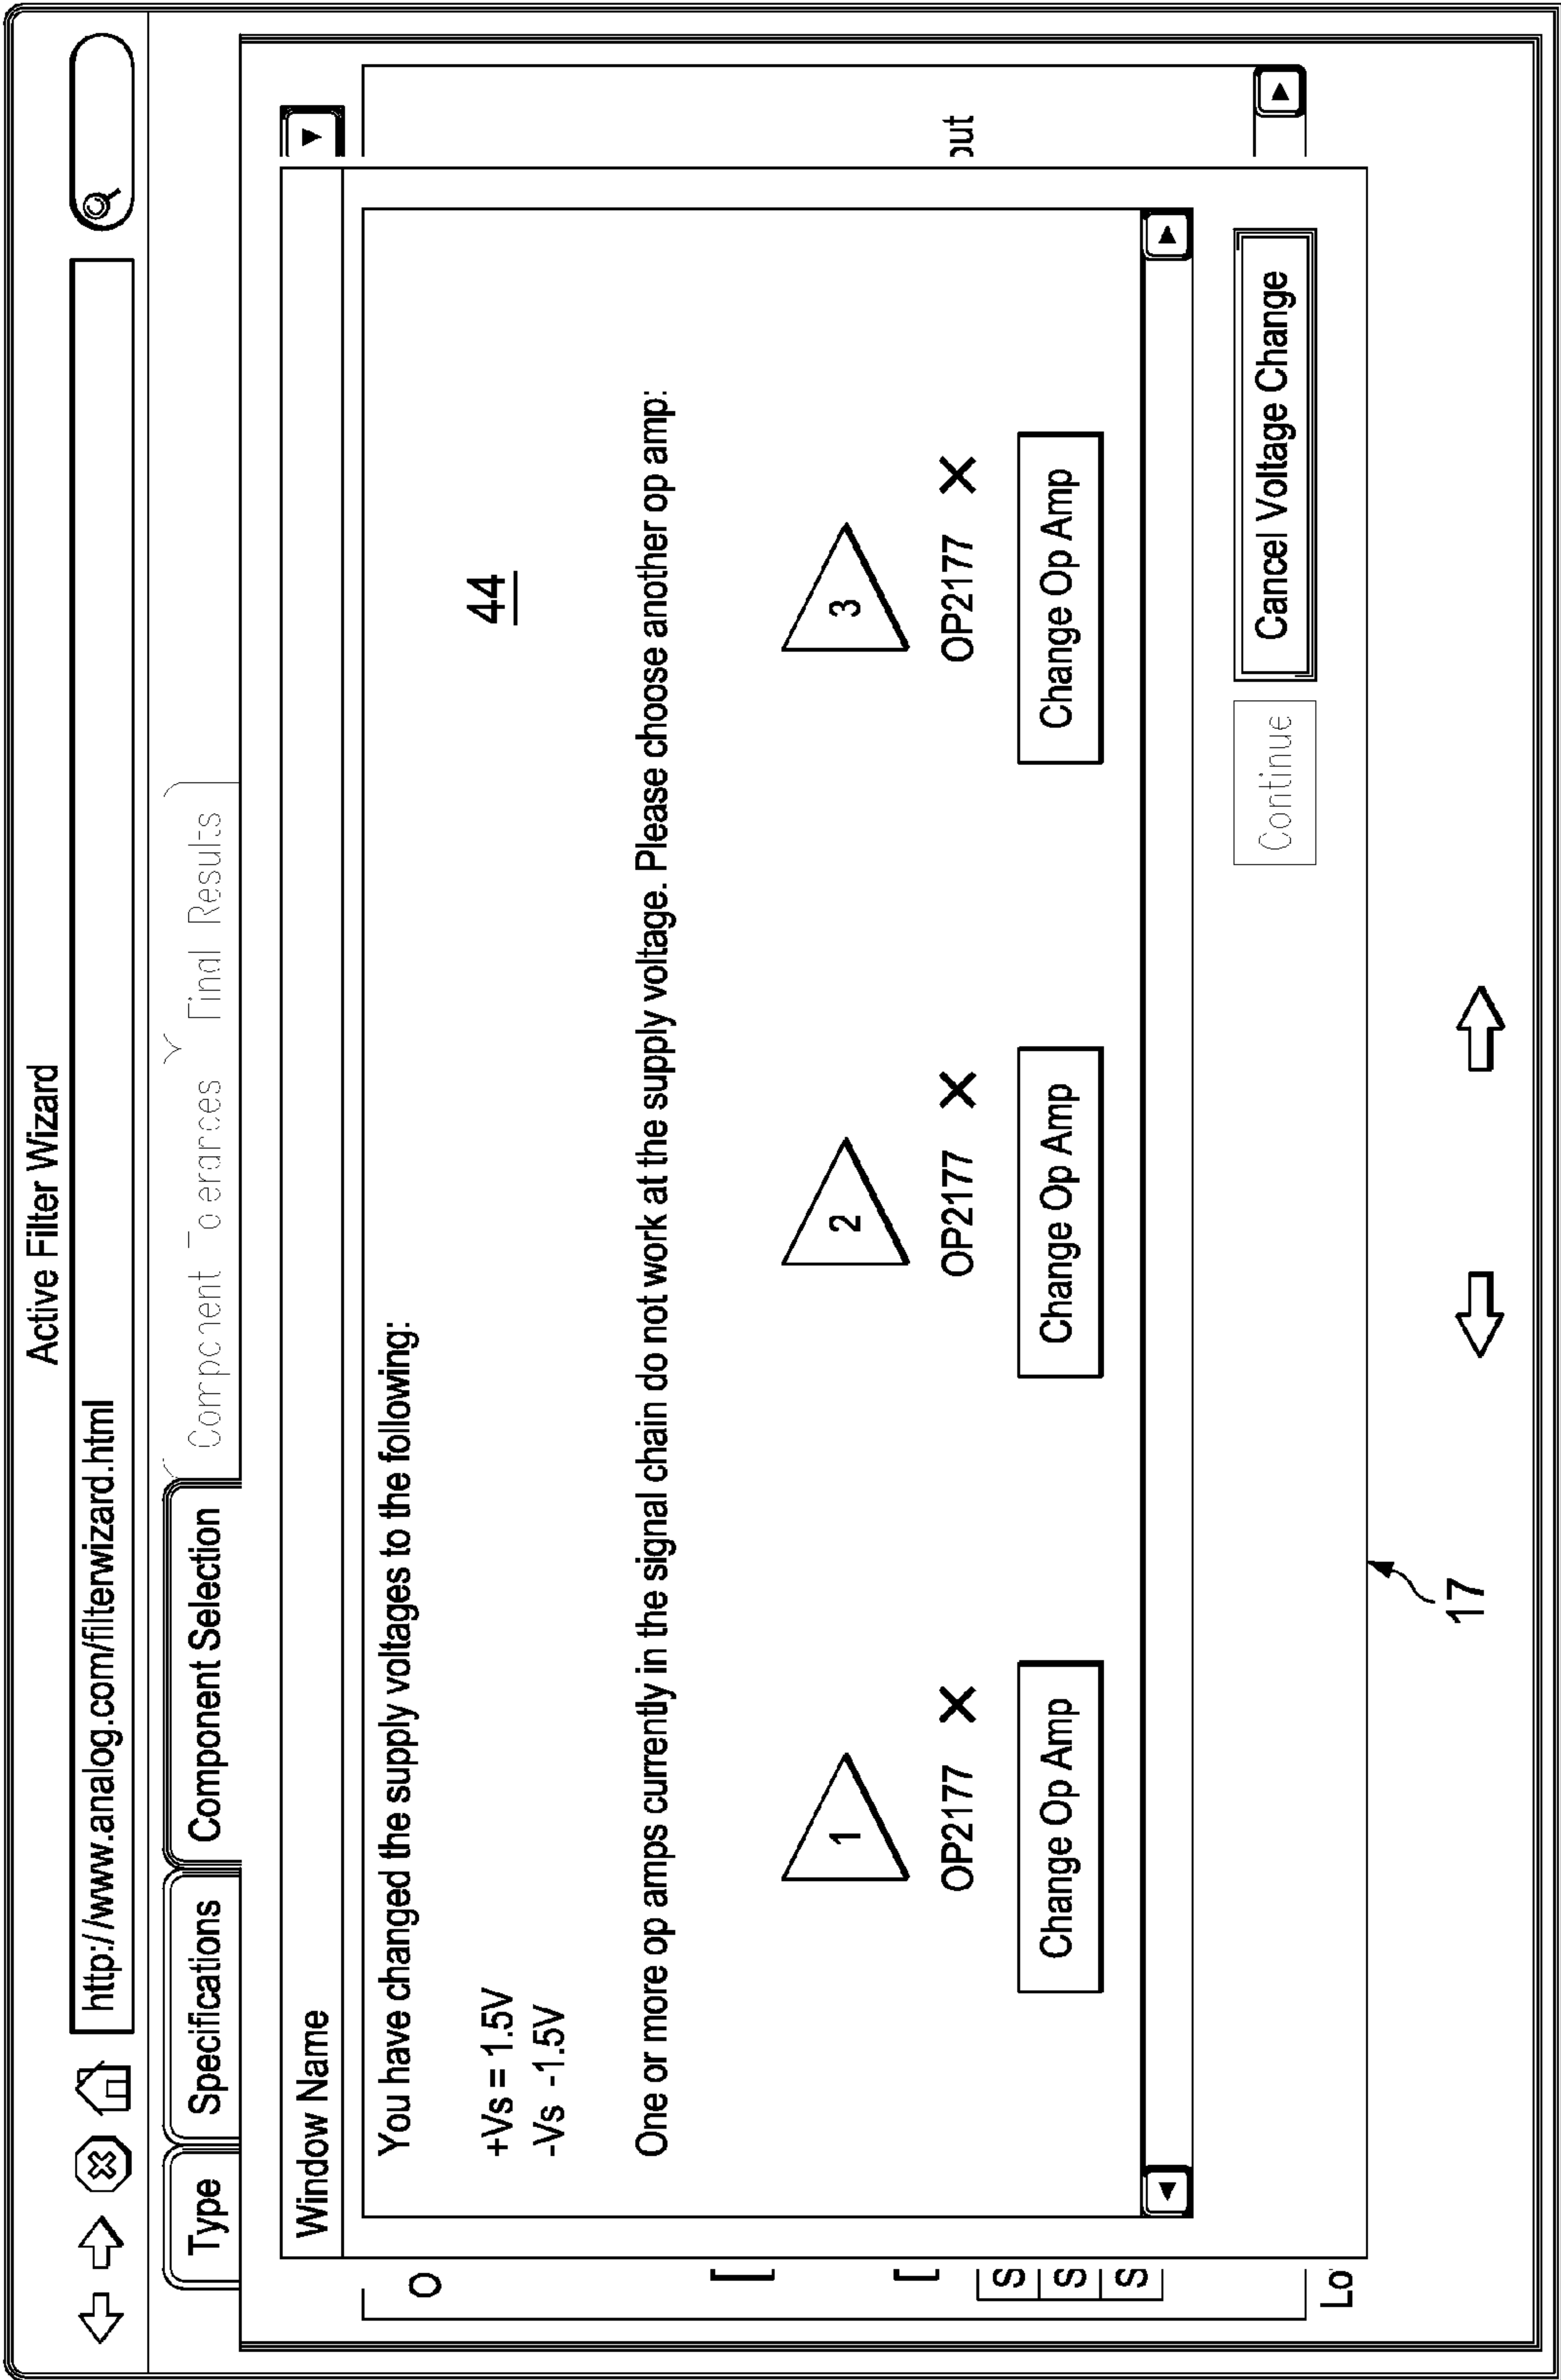 Active Filter Wizard
http://www.analog.com/filterwizard.html
Type
Specifications
Component Selection
Component Tolerances
Final Results
Window Name
You have changed the supply voltages to the following:
+Vs = 1.5V
-Vs -1.5V
44
One or more op amps currently in the signal chain do not work at the supply voltage. Please choose another op amp:
1
2
3
OP2177 X
OP2177 X
OP2177 X
Change Op Amp
Change Op Amp
Change Op Amp
Continue
Cancel Voltage Change
O
S
S
S
Lo
out
17